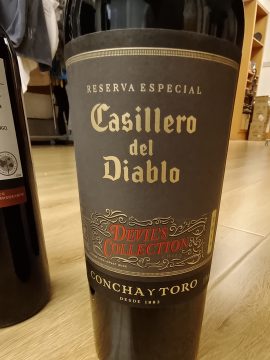 RESERVA ESPECIAL
Casillero
del
Diablo
DEVIL'S
COLLECTION
CONCHA Y TORO
DESDE 1883